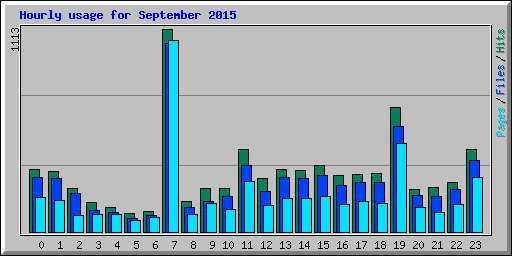 Hourly usage for September 2015
1113
Pages / Files / Hits
0 1 2 3 4 5 6 7 8 9 10 11 12 13 14 15 16 17 18 19 20 21 22 23